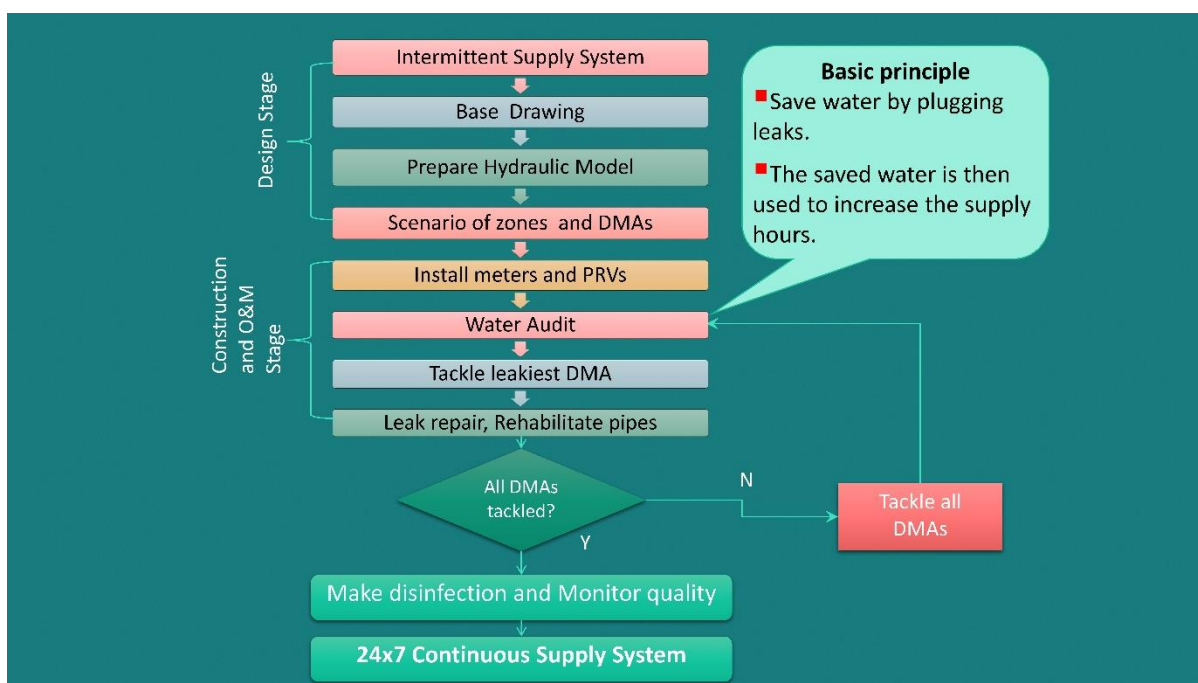 Design Stage
Intermittent Supply System
Base Drawing
Prepare Hydraulic Model
Scenario of zones and DMAs
Basic principle
Save water by plugging
leaks.
The saved water is then
used to increase the supply
hours.
Construction
and O&M
Stage
Install meters and PRVs
Water Audit
Tackle leakiest DMA
Leak repair, Rehabilitate pipes
All DMAs
tackled?
N
Tackle all
DMAs
Y
Make disinfection and Monitor quality
24x7 Continuous Supply System